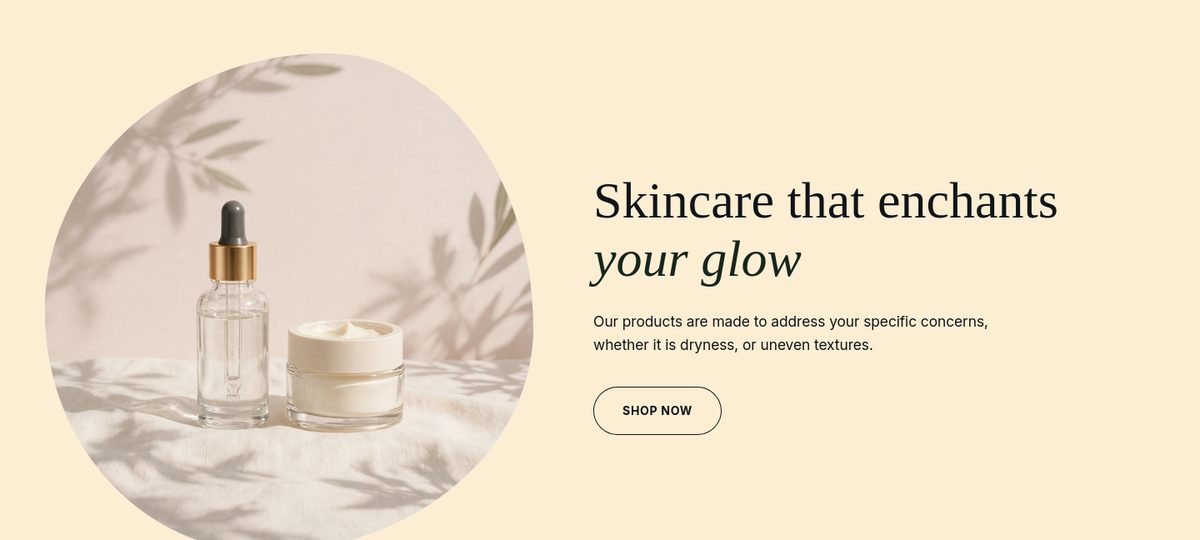 Skincare that enchants
your glow
Our products are made to address your specific concerns,
whether it is dryness, or uneven textures.
SHOP NOW